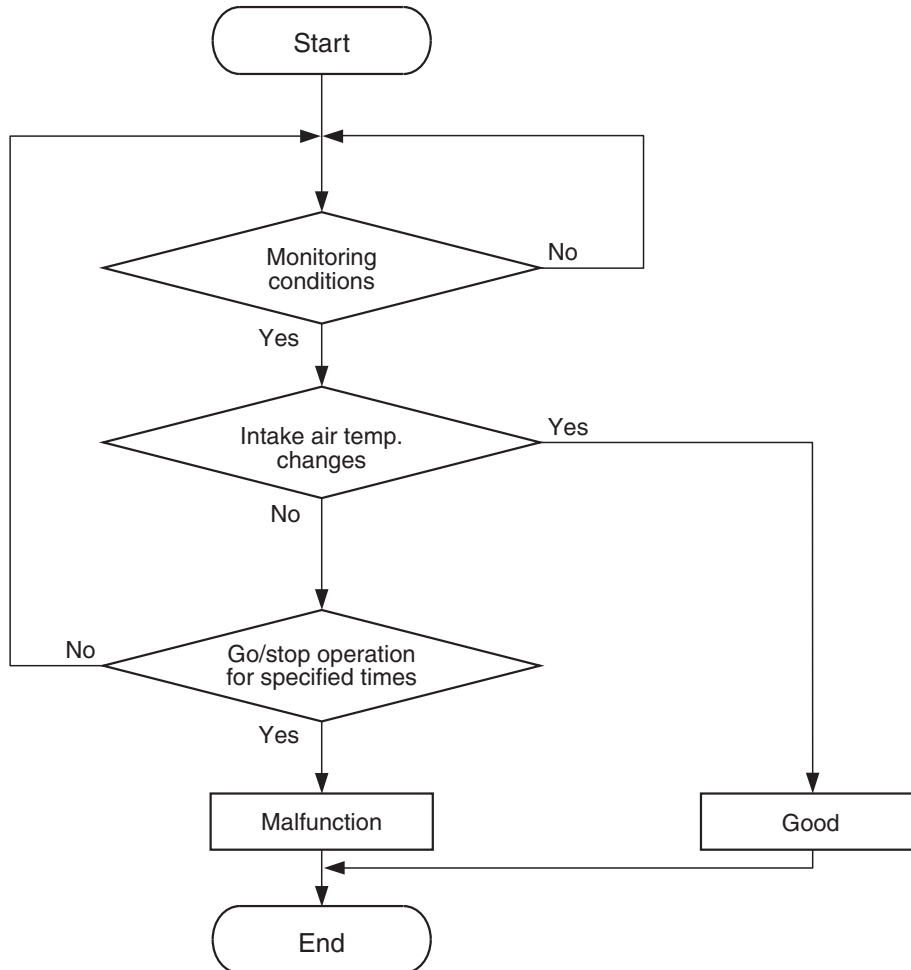 Start
Monitoring
conditions
No
Yes
Intake air temp.
changes
Yes
No
Go/stop operation
for specified times
No
Yes
Malfunction
Good
End